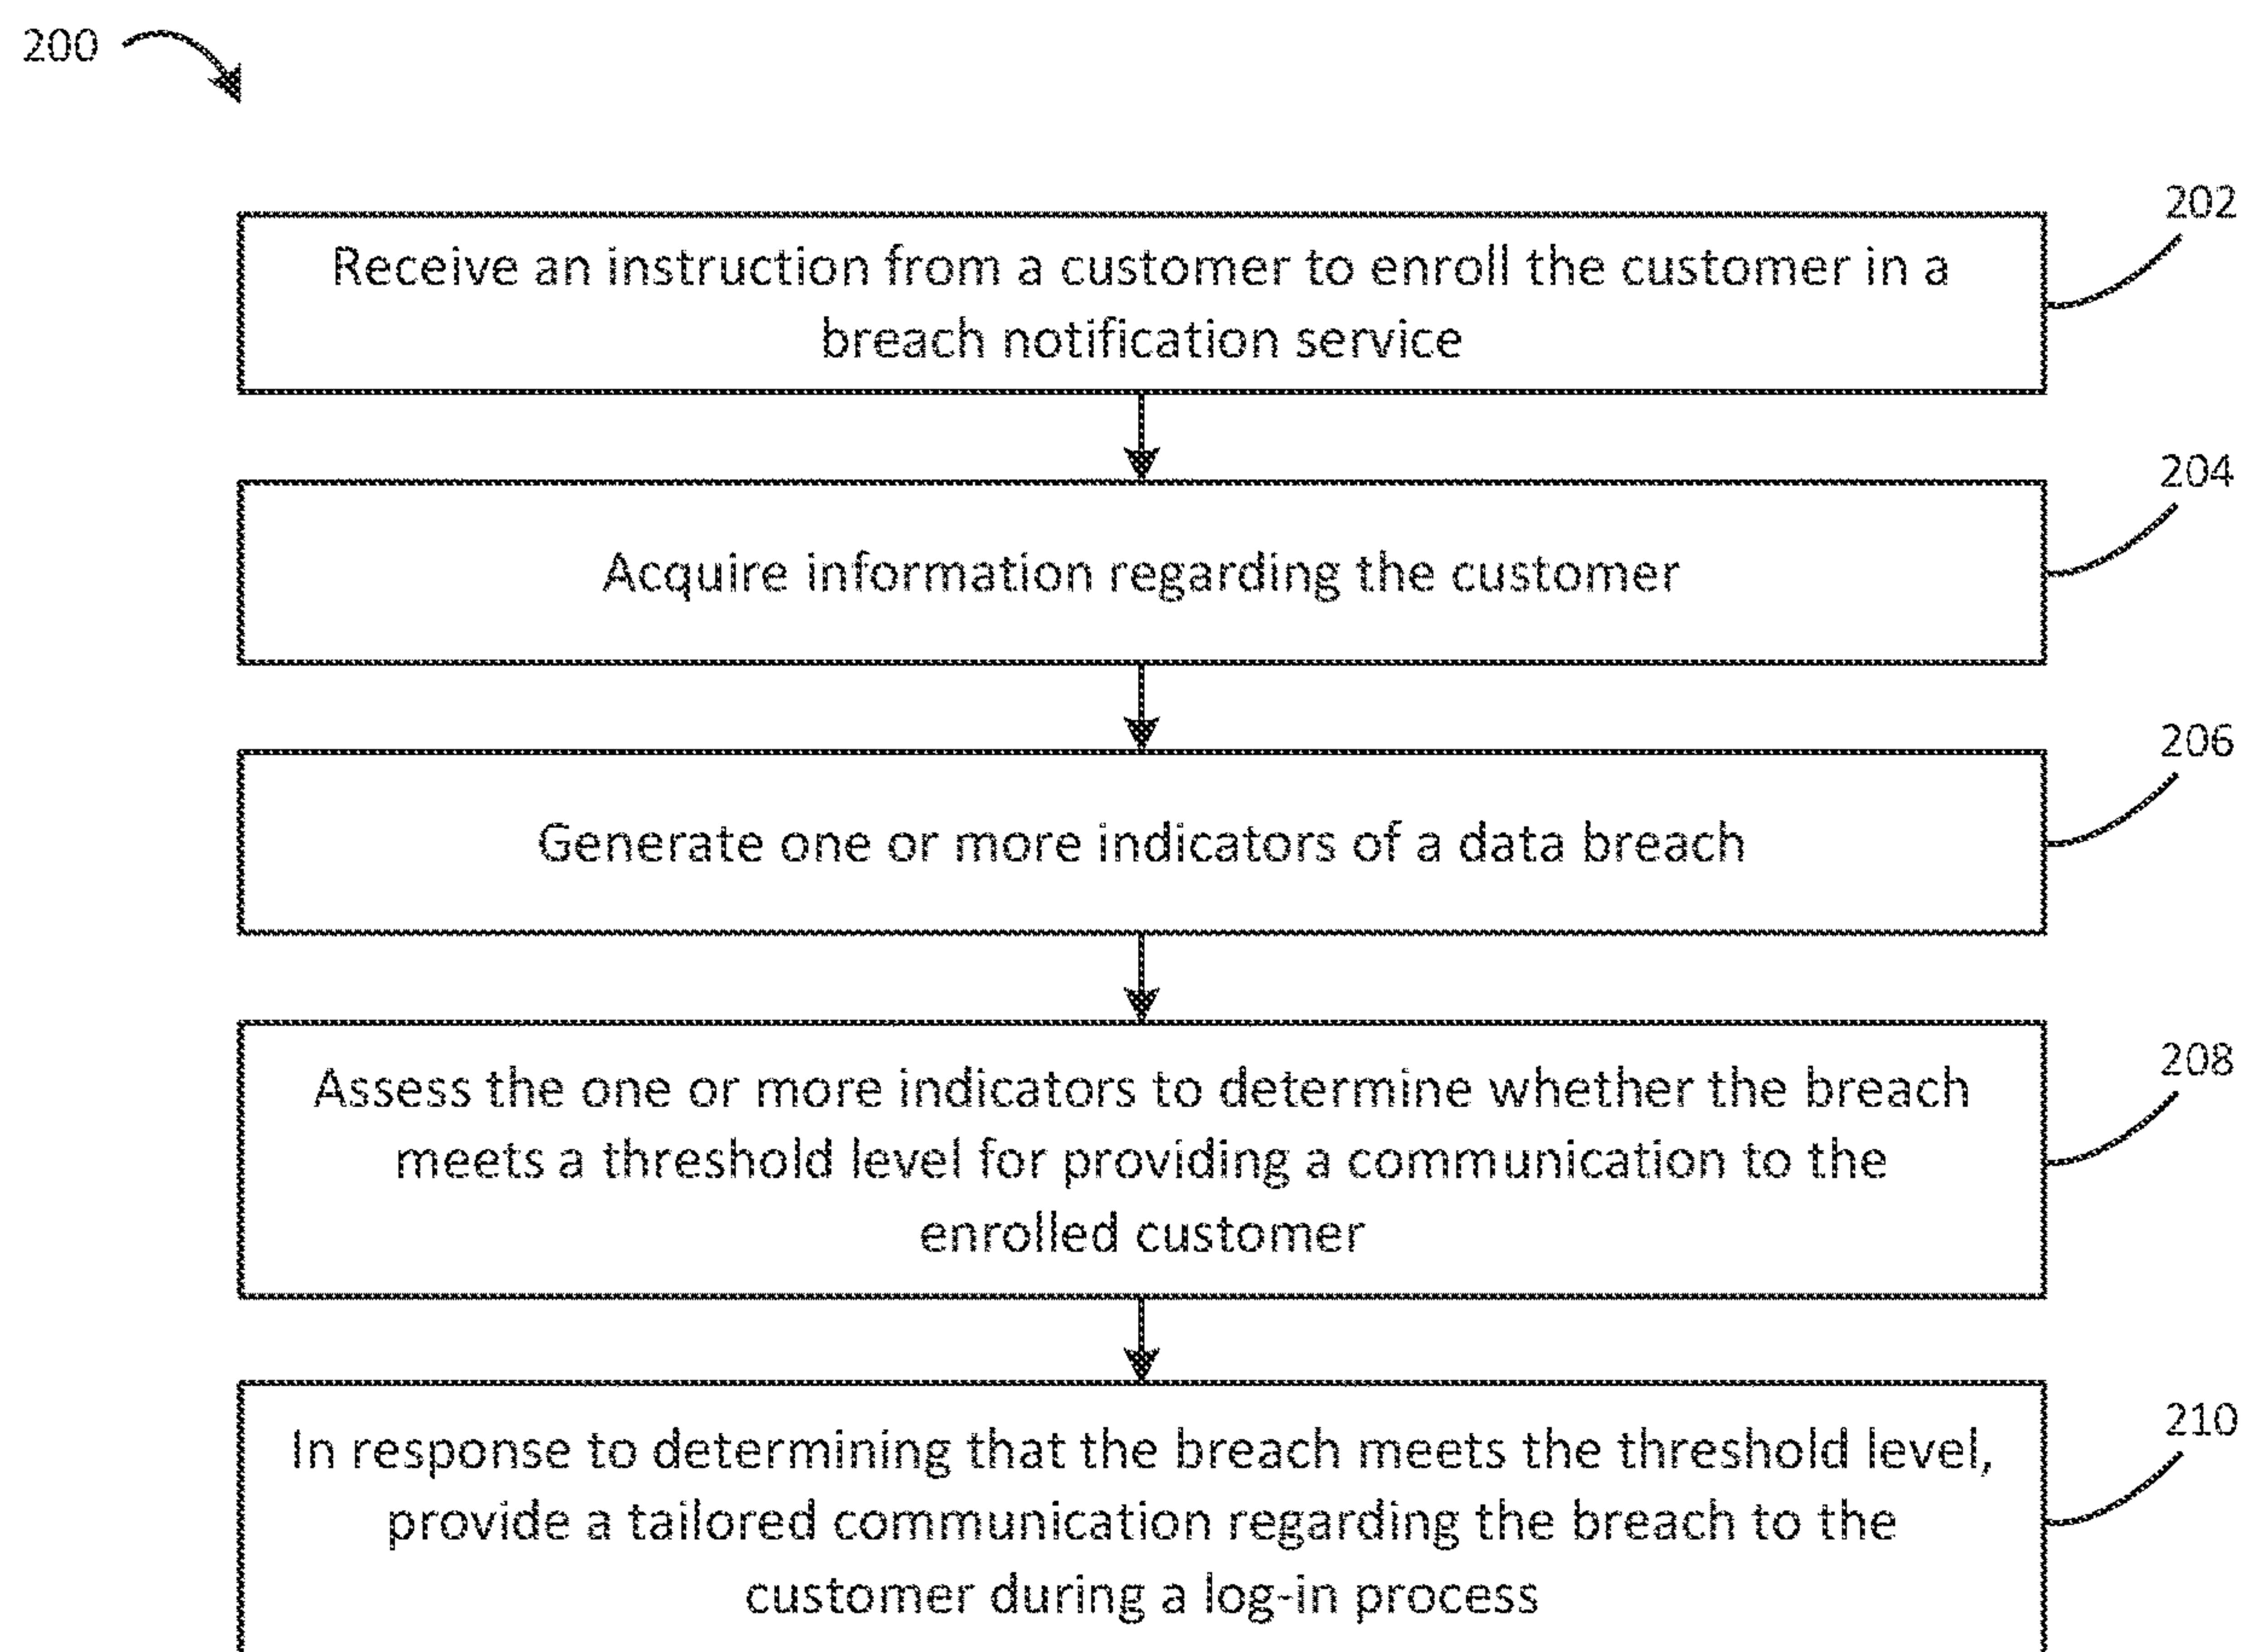 200
202
Receive an instruction from a customer to enroll the customer in a
breach notification service
204
Acquire information regarding the customer
206
Generate one or more indicators of a data breach
208
Assess the one or more indicators to determine whether the breach
meets a threshold level for providing a communication to the
enrolled customer
210
In response to determining that the breach meets the threshold level,
provide a tailored communication regarding the breach to the
customer during a log-in process